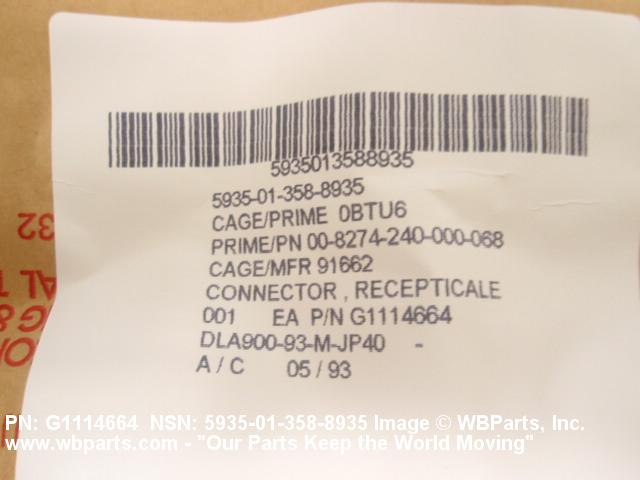 5935013588935
5935-01-358-8935
CAGE/PRIME 0BTU6
PRIME/PN 00-8274-240-000-068
CAGE/MFR 91662
CONNECTOR , RECEPTICALE
001 EA P/N G1114664
DLA900-93-M-JP40 -
A / C 05 / 93
32
PN: G1114664 NSN: 5935-01-358-8935 Image © WBParts, Inc.
www.wbparts.com - "Our Parts Keep the World Moving"